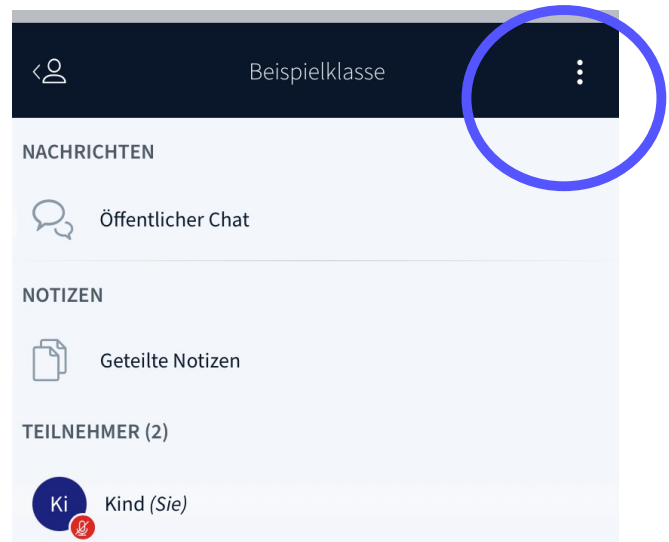 Beispielklasse
NACHRICHTEN
Öffentlicher Chat
NOTIZEN
Geteilte Notizen
TEILNEHMER (2)
Ki
Kind (Sie)